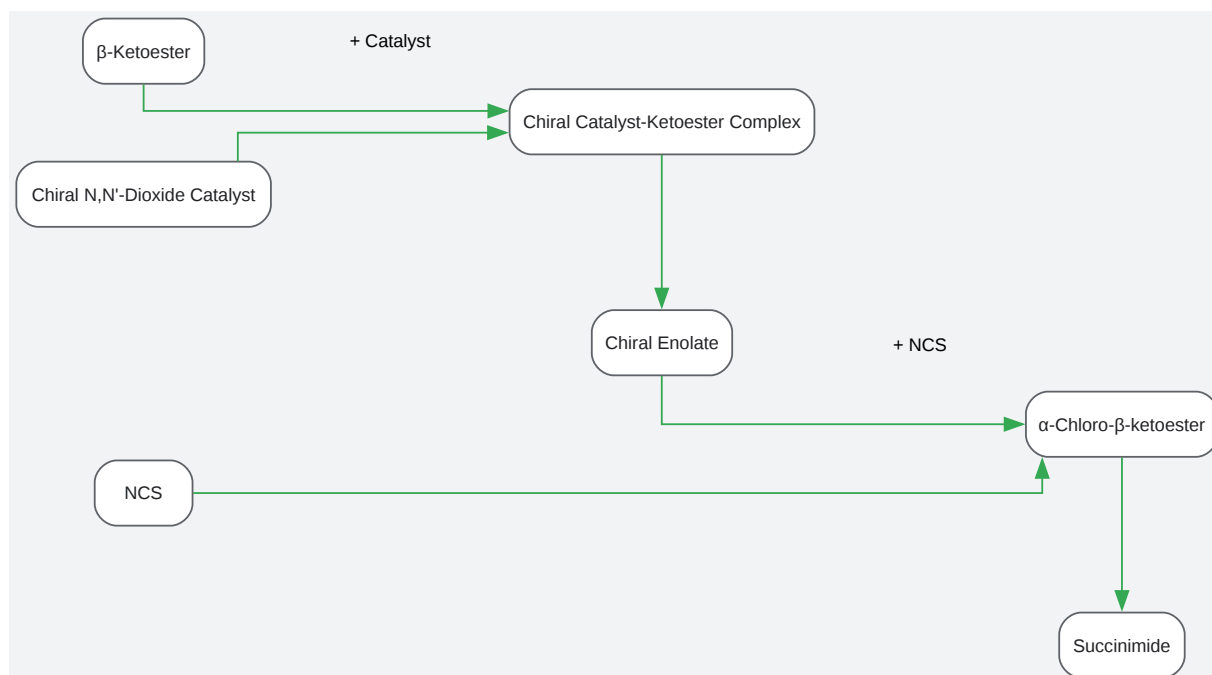 β-Ketoester
+ Catalyst
Chiral Catalyst-Ketoester Complex
Chiral N,N'-Dioxide Catalyst
Chiral Enolate
+ NCS
α-Chloro-β-ketoester
NCS
Succinimide